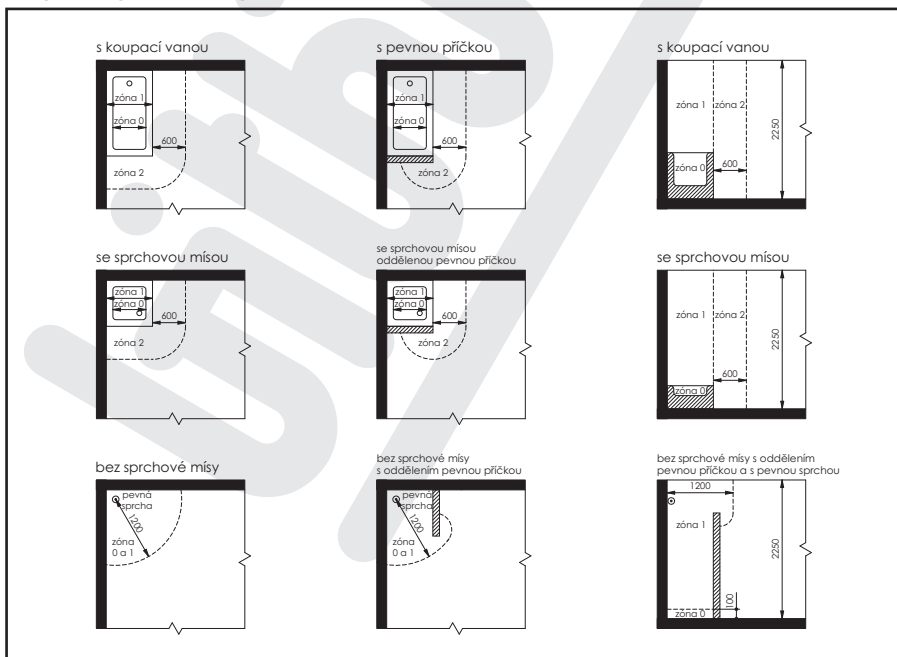 s koupací vanou
zóna 1
zóna 0
600
zóna 2
s pevnou příčkou
zóna 1
zóna 0
600
zóna 2
s koupací vanou
zóna 1
zóna 2
2250
zóna 0
600
se sprchovou mísou
zóna 1
zóna 0
600
zóna 2
se sprchovou mísou
oddělenou pevnou příčkou
zóna 1
zóna 0
600
zóna 2
se sprchovou mísou
zóna 1
zóna 2
2250
600
zóna 0
bez sprchové mísy
pevná
sprcha
1200
zóna
0 a 1
bez sprchové mísy
s oddělením pevnou příčkou
pevná
sprcha
1200
zóna
0 a 1
bez sprchové mísy s oddělením
pevnou příčkou a s pevnou sprchou
1200
zóna 1
2250
100
zóna 0